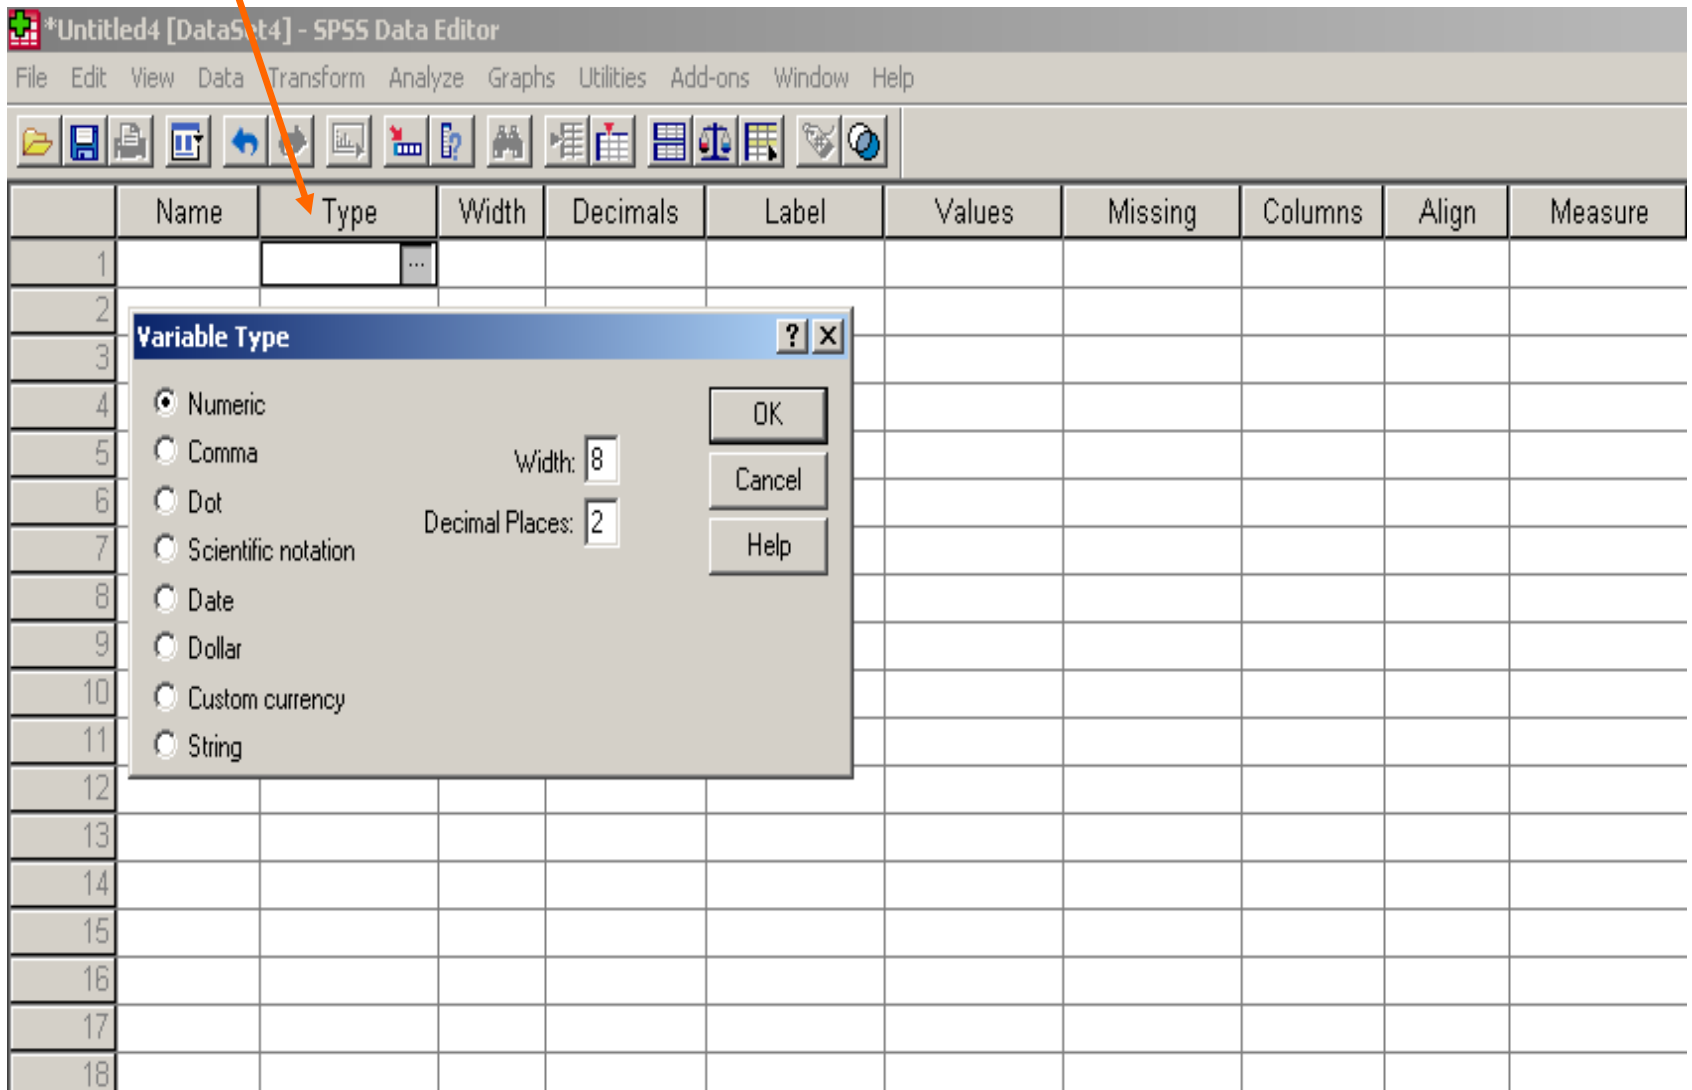 *Untitled4 [DataSet4] - SPSS Data Editor
File Edit View Data Transform Analyze Graphs Utilities Add-ons Window Help
Name Type Width Decimals Label Values Missing Columns Align Measure
1 ...
2
Variable Type ? X
3
4
Numeric
OK
5
Comma
Width: 8
Cancel
6
Dot
Decimal Places: 2
7
Scientific notation
Help
8
Date
9
Dollar
10
Custom currency
11
String
12
13
14
15
16
17
18